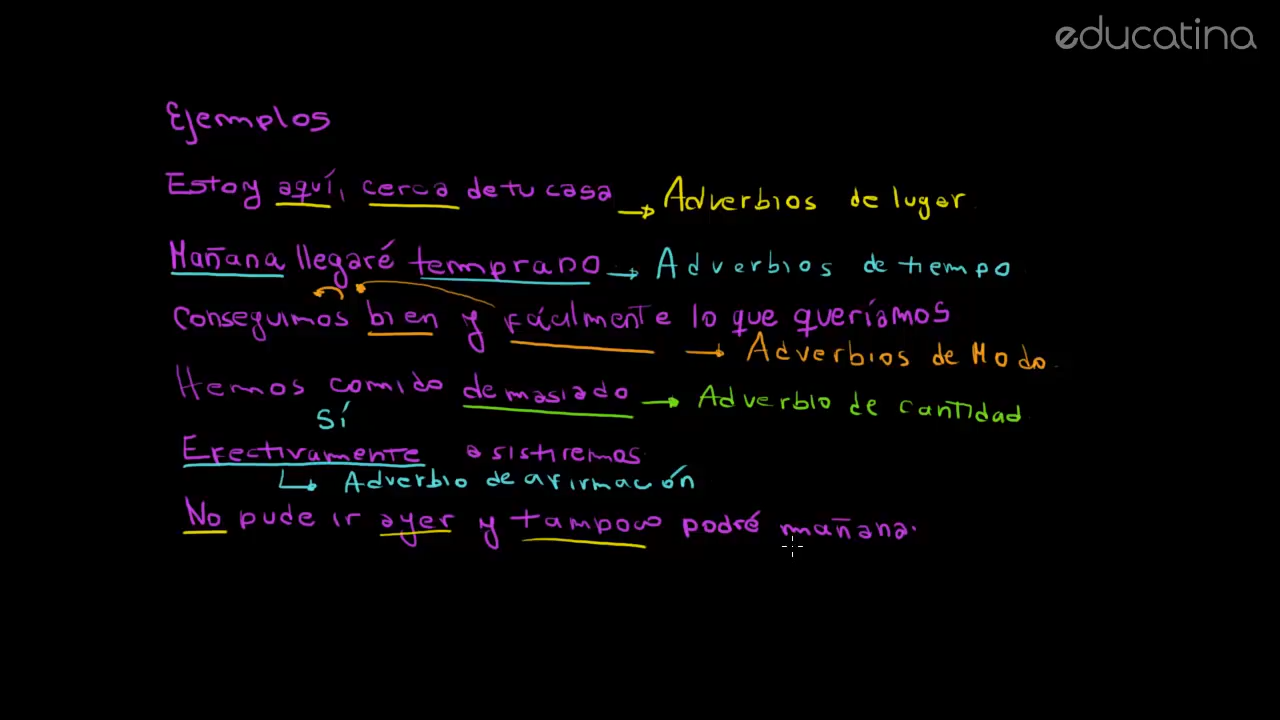 educatina
Ejemplos
Estoy aquí, cerca de tu casa → Adverbios de lugar
Mañana llegaré temprano → Adverbios de tiempo
Conseguimos bien y fácilmente lo que queríamos
→ Adverbios de Modo.
Hemos comido demasiado → Adverbio de cantidad
Sí
Efectivamente asistiremos
↳ Adverbio de afirmación
No pude ir ayer y tampoco podré mañana.